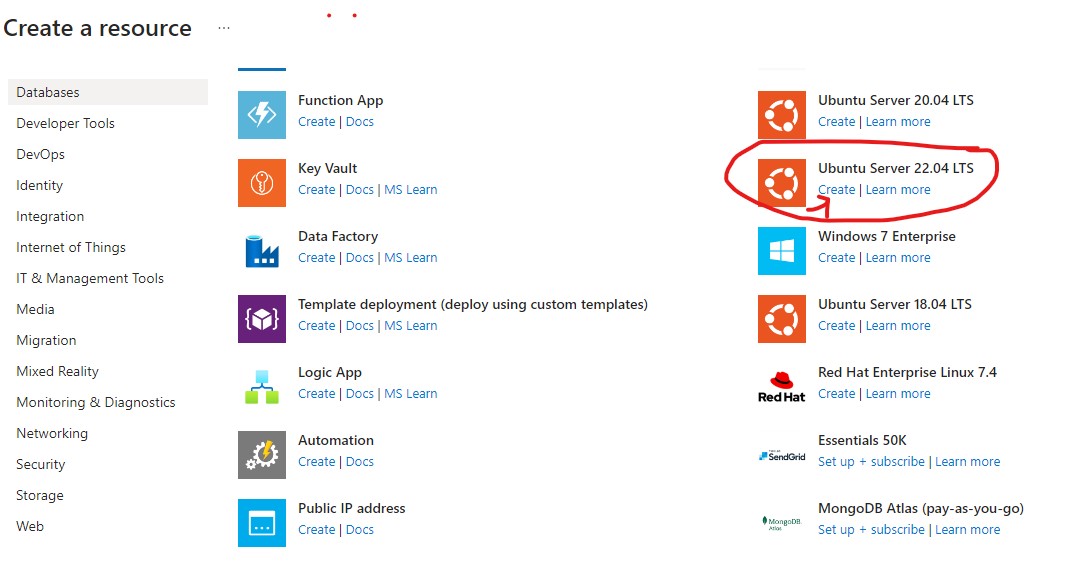 Create a resource ...
Databases
Developer Tools
DevOps
Identity
Integration
Internet of Things
IT & Management Tools
Media
Migration
Mixed Reality
Monitoring & Diagnostics
Networking
Security
Storage
Web
Function App
Create | Docs
Key Vault
Create | Docs | MS Learn
Data Factory
Create | Docs | MS Learn
Template deployment (deploy using custom templates)
Create | Docs | MS Learn
Logic App
Create | Docs | MS Learn
Automation
Create | Docs
Public IP address
Create | Docs
Ubuntu Server 20.04 LTS
Create | Learn more
Ubuntu Server 22.04 LTS
Create | Learn more
Windows 7 Enterprise
Create | Learn more
Ubuntu Server 18.04 LTS
Create | Learn more
Red Hat
Red Hat Enterprise Linux 7.4
Create | Learn more
SendGrid
Essentials 50K
Set up + subscribe | Learn more
MongoDB.
Atlas
MongoDB Atlas (pay-as-you-go)
Set up + subscribe | Learn more